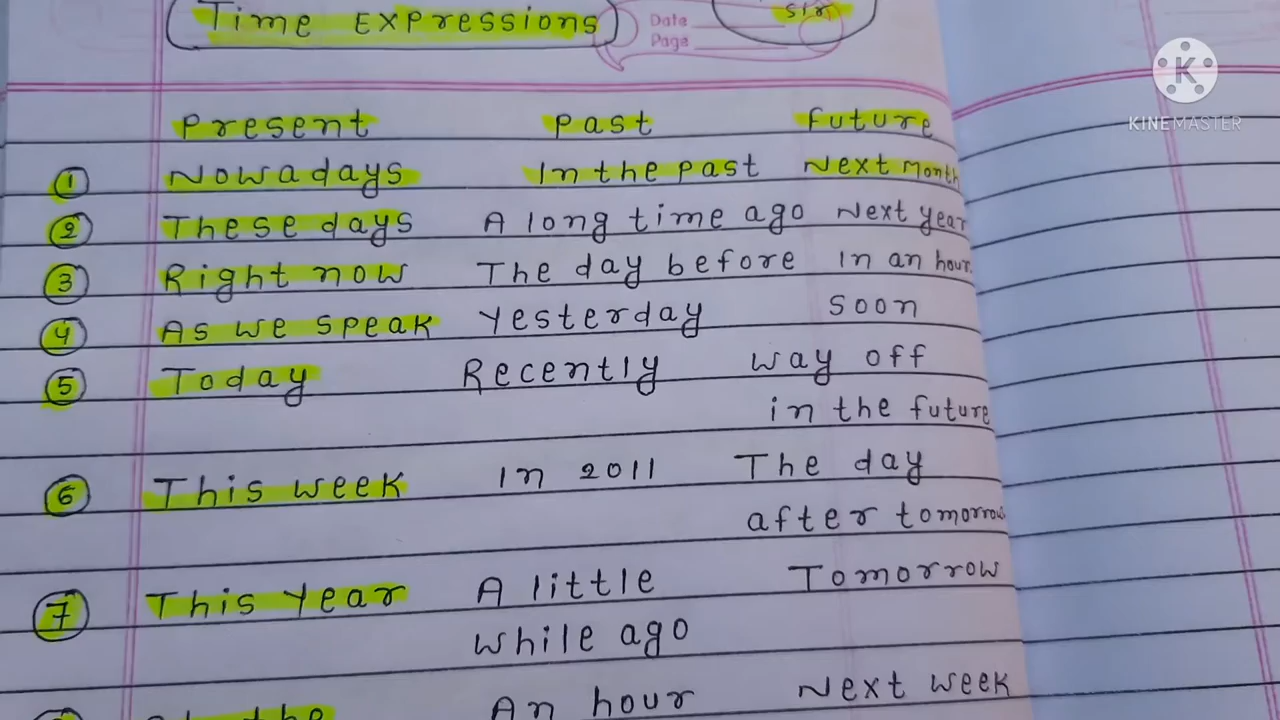 Time Expressions
Sir
Date
Page
Present Past Future
1 Nowadays In the past Next Month
2 These days A long time ago Next year
3 Right now The day before In an hour
4 As we speak Yesterday Soon
5 Today Recently way off
in the future
6 This week In 2011 The day
after tomorrow
7 This Year A little Tomorrow
while ago
An hour Next week
K
KINEMASTER